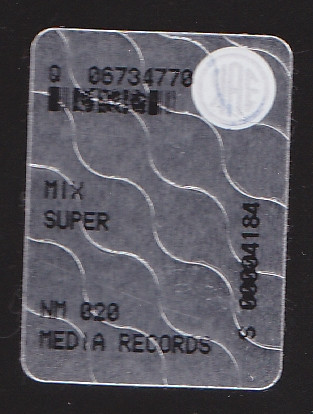 Q 06734770
MIX
SUPER
NM 020
MEDIA RECORDS
S 00004184